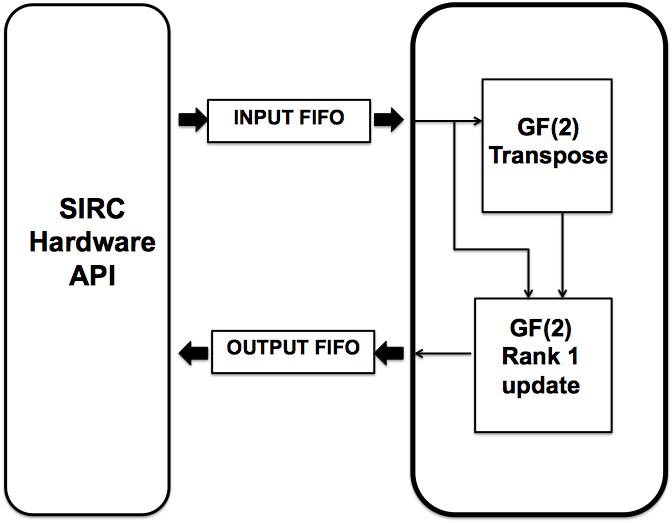 SIRC
Hardware
API
INPUT FIFO
OUTPUT FIFO
GF(2)
Transpose
GF(2)
Rank 1
update